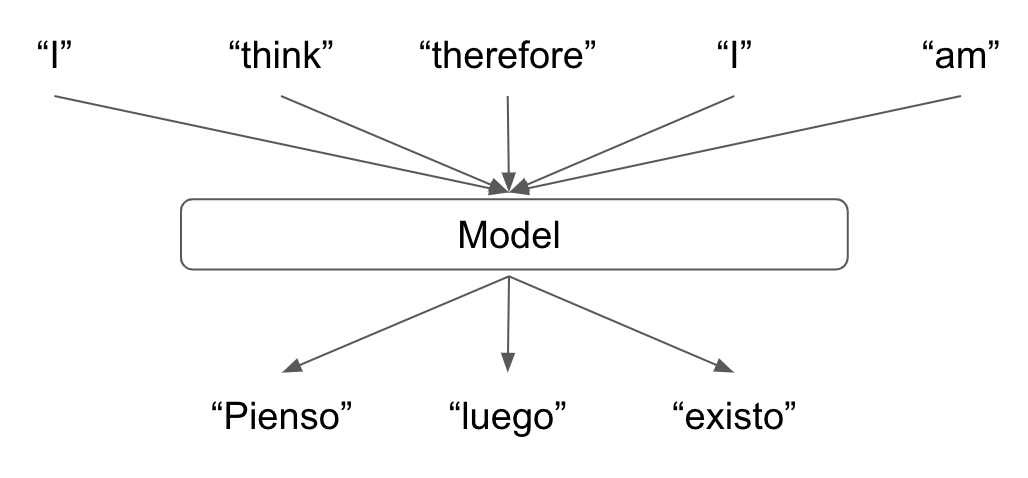 “I” “think” “therefore” “I” “am”
Model
“Pienso” “luego” “existo”